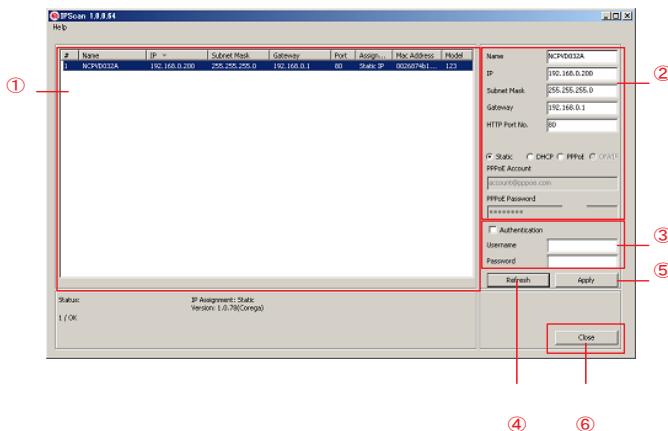 IPScan 1.0.0.64
Help
# Name IP Subnet Mask Gateway Port Assign... Mac Address Model
1 NCPVD032A 192.168.0.200 255.255.255.0 192.168.0.1 80 Static IP 0026874b1... 123
①
Name NCPVD032A
②
IP 192.168.0.200
Subnet Mask 255.255.255.0
Gateway 192.168.0.1
HTTP Port No. 80
Static DHCP PPPoE
PPPoE Account
account@pppoe.com
PPPoE Password
********
Authentication
③
Username
Password
⑤
Refresh Apply
Status: IP Assignment: Static
Version: 1.0.78(Corega)
1 / OK
Close
④ ⑥